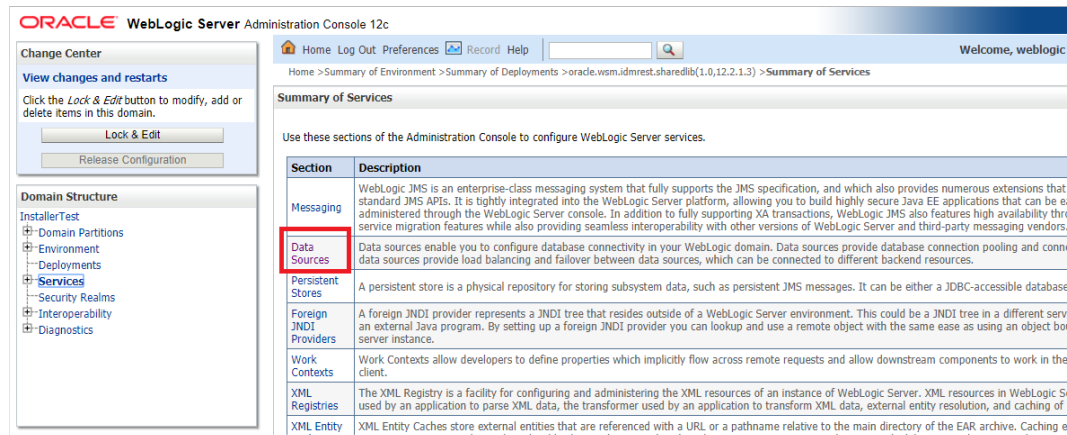 ORACLE WebLogic Server Administration Console 12c
Change Center
View changes and restarts
Click the Lock & Edit button to modify, add or
delete items in this domain.
Lock & Edit
Release Configuration
Domain Structure
InstallerTest
Domain Partitions
Environment
Deployments
Services
Security Realms
Interoperability
Diagnostics
Home Log Out Preferences Record Help
Welcome, weblogic
Home >Summary of Environment >Summary of Deployments >oracle.wsm.idmrest.sharedlib(1.0,12.2.1.3) >Summary of Services
Summary of Services
Use these sections of the Administration Console to configure WebLogic Server services.
Section Description
Messaging
WebLogic JMS is an enterprise-class messaging system that fully supports the JMS specification, and which also provides numerous extensions that
standard JMS APIs. It is tightly integrated into the WebLogic Server platform, allowing you to build highly secure Java EE applications that can be
administered through the WebLogic Server console. In addition to fully supporting XA transactions, WebLogic JMS also features high availability
service migration features while also providing seamless interoperability with other versions of WebLogic Server and third-party messaging vendors.
Data
Sources
Data sources enable you to configure database connectivity in your WebLogic domain. Data sources provide database connection pooling and
data sources provide load balancing and failover between data sources, which can be connected to different backend resources.
Persistent
Stores
A persistent store is a physical repository for storing subsystem data, such as persistent JMS messages. It can be either a JDBC-accessible database
Foreign
JNDI
Providers
A foreign JNDI provider represents a JNDI tree that resides outside of a WebLogic Server environment. This could be a JNDI tree in a different
an external Java program. By setting up a foreign JNDI provider you can lookup and use a remote object with the same ease as using an object
server instance.
Work
Contexts
Work Contexts allow developers to define properties which implicitly flow across remote requests and allow downstream components to work in the
client.
XML
Registries
The XML Registry is a facility for configuring and administering the XML resources of an instance of WebLogic Server. XML resources in WebLogic
used by an application to parse XML data, the transformer used by an application to transform XML data, external entity resolution, and caching of
XML Entity
XML Entity Caches store external entities that are referenced with a URL or a pathname relative to the main directory of the EAR archive. Caching